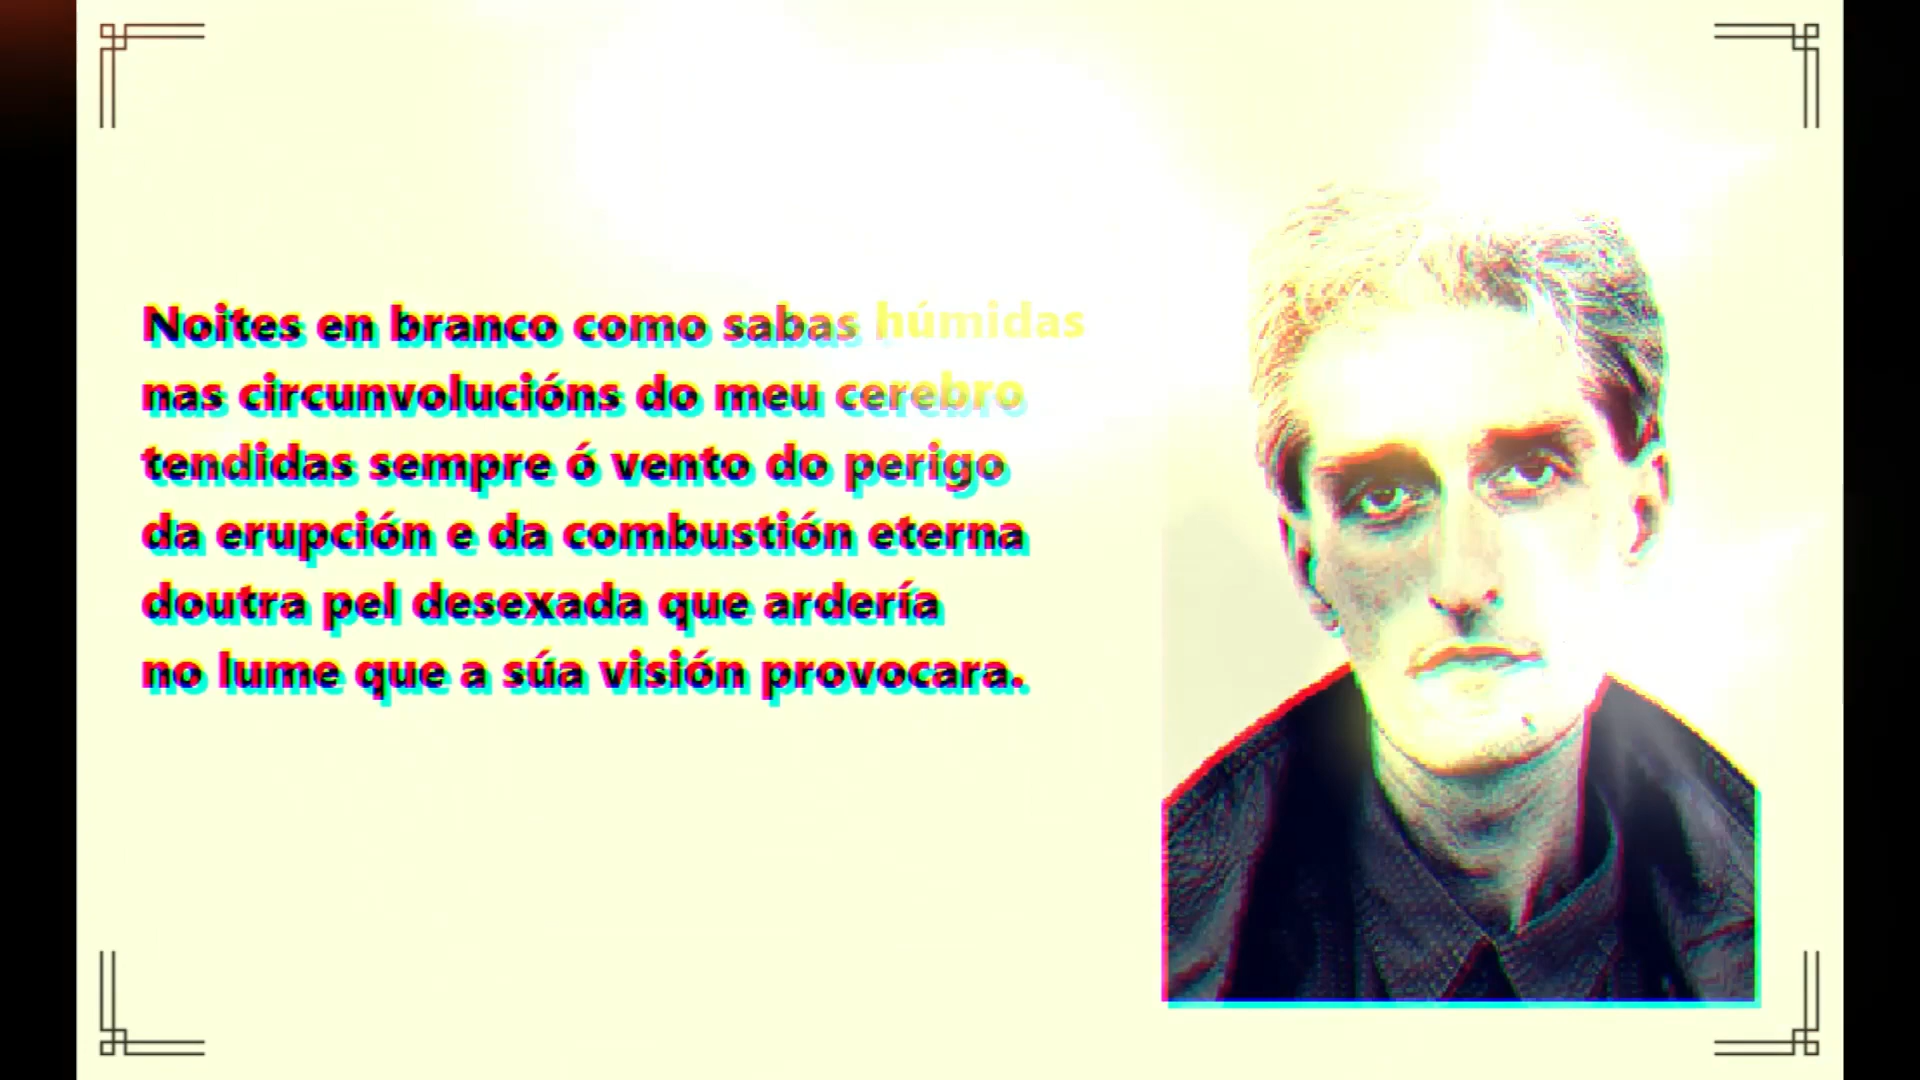 Noites en branco como sabas húmidas
nas circunvolucións do meu cerebro
tendidas sempre ó vento do perigo
da erupción e da combustión eterna
doutra pel desexada que ardería
no lume que a súa visión provocara.